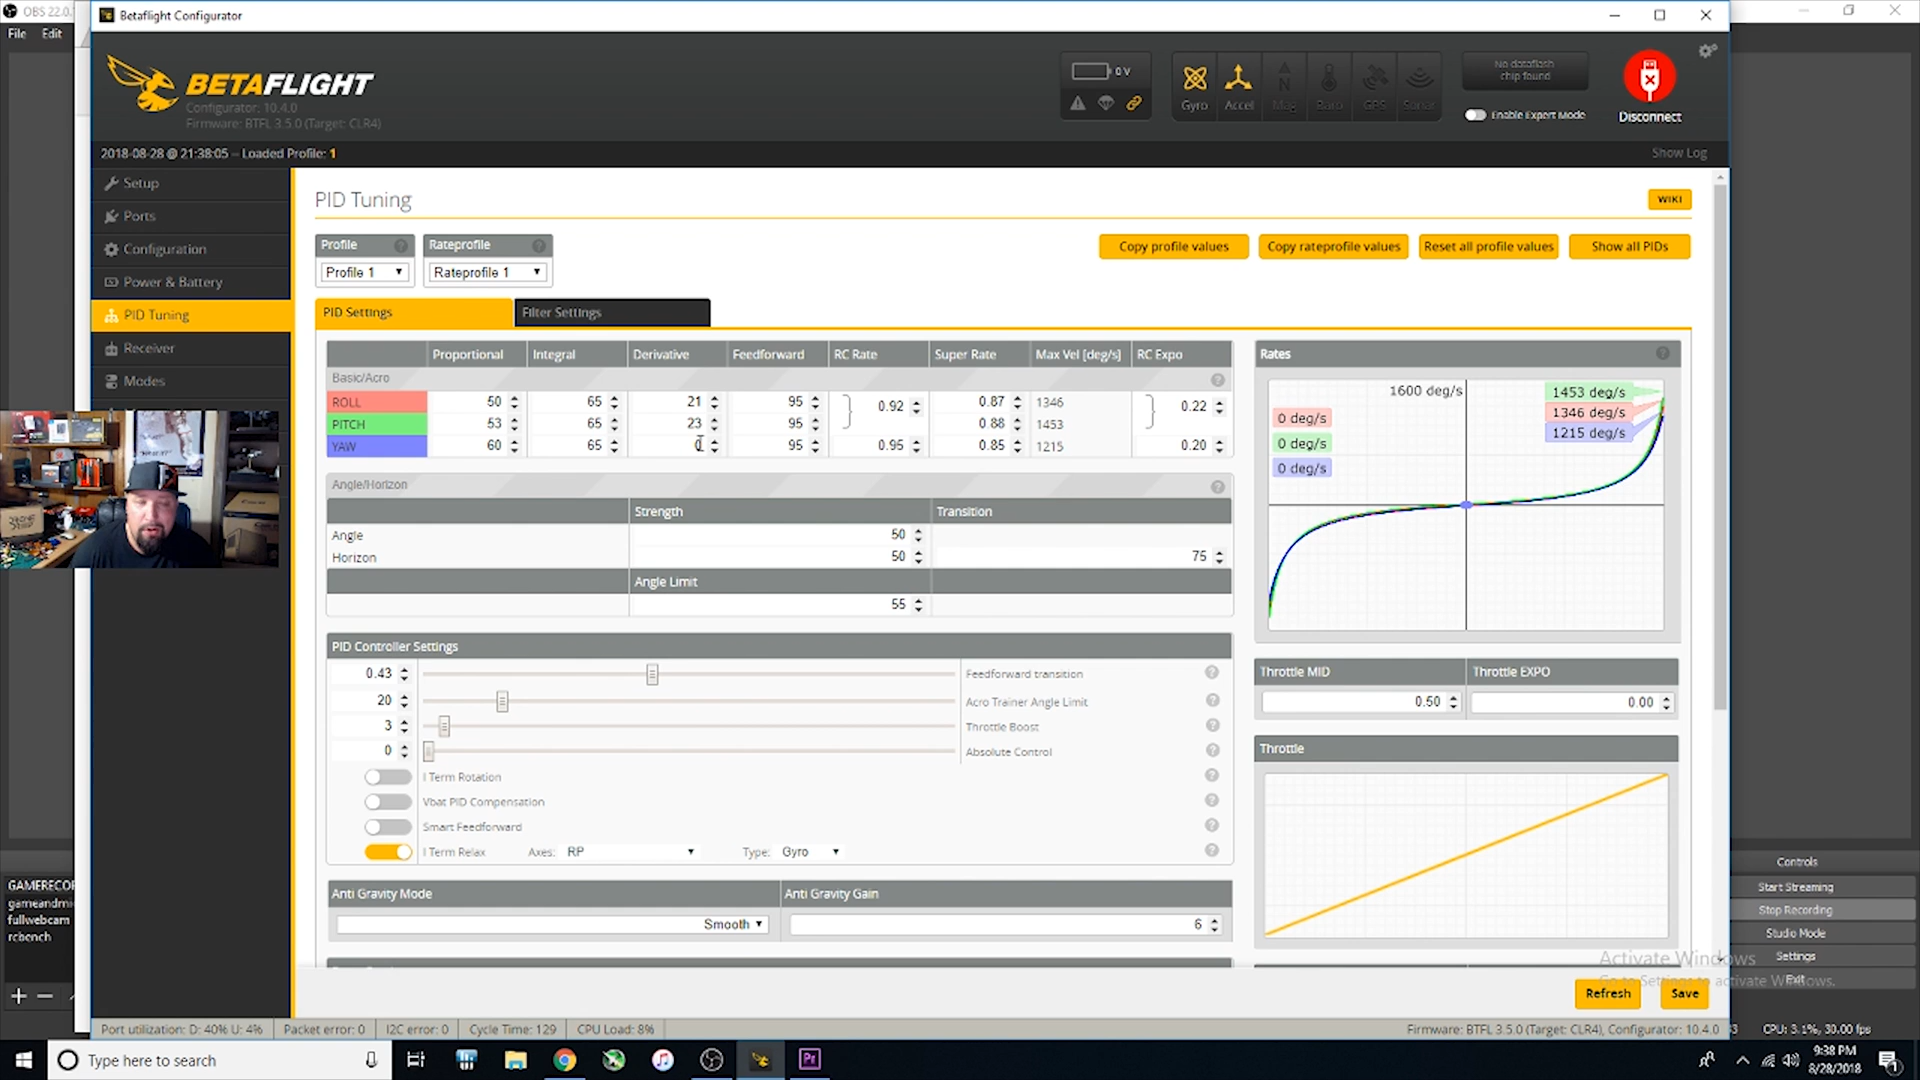 OBS 22.0.
File Edit
Betaflight Configurator
BETAFLIGHT
Configurator: 10.4.0
Firmware: BTFL 3.5.0 (Target: CLR4)
0 V
Gyro Accel Mag Baro GPS Sonar
No dataflash
chip found
Enable Expert Mode
Disconnect
2018-08-28 @ 21:38:05 -- Loaded Profile: 1
Show Log
Setup
Ports
Configuration
Power & Battery
PID Tuning
Receiver
Modes
PID Tuning
WIKI
Profile
Rateprofile
Profile 1
Rateprofile 1
Copy profile values
Copy rateprofile values
Reset all profile values
Show all PIDs
PID Settings
Filter Settings
Proportional Integral Derivative Feedforward RC Rate Super Rate Max Vel [deg/s] RC Expo
Basic/Acro
ROLL 50 65 21 95 0.92 0.87 1346 0.22
PITCH 53 65 23 95 0.88 1453
YAW 60 65 0 95 0.95 0.85 1215 0.20
Angle/Horizon
Strength Transition
Angle 50
Horizon 50 75
Angle Limit
55
PID Controller Settings
0.43 Feedforward transition
20 Acro Trainer Angle Limit
3 Throttle Boost
0 Absolute Control
I Term Rotation
Vbat PID Compensation
Smart Feedforward
I Term Relax Axes: RP Type: Gyro
Anti Gravity Mode Anti Gravity Gain
Smooth 6
Rates
1600 deg/s
1453 deg/s
1346 deg/s
1215 deg/s
0 deg/s
0 deg/s
0 deg/s
Throttle MID Throttle EXPO
0.50 0.00
Throttle
Activate Windows
Go to Settings to activate Windows.
Refresh
Save
Port utilization: D: 40% U: 4% Packet error: 0 I2C error: 0 Cycle Time: 129 CPU Load: 8%
Firmware: BTFL 3.5.0 (Target: CLR4), Configurator: 10.4.0
GAMERECOR
gameandmi
fullwebcam
rcbench
Controls
Start Streaming
Stop Recording
Studio Mode
Settings
Exit
CPU: 3.1%, 30.00 fps
Type here to search
Pr
9:38 PM
8/28/2018
1